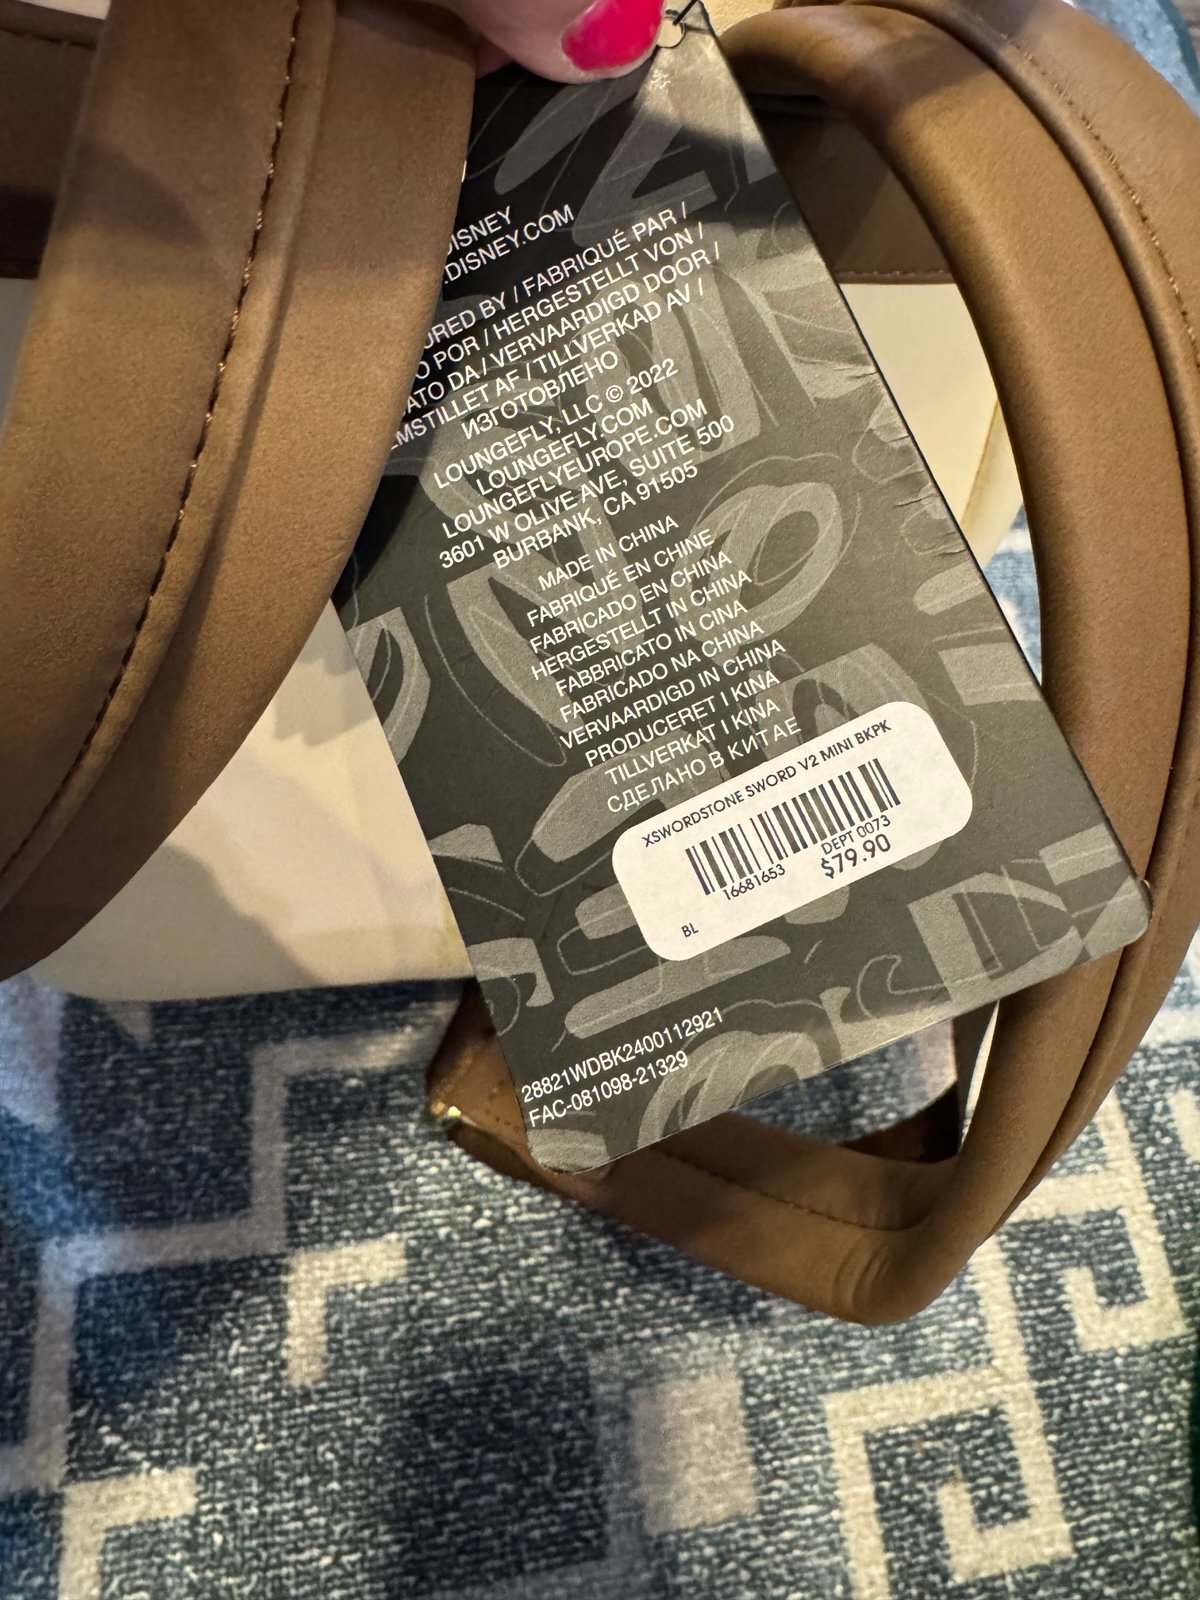 DISNEY
.DISNEY.COM
URED BY / FABRIQUÉ PAR /
O POR / HERGESTELLT VON /
ATO DA / VERVAARDIGD DOOR /
EMSTILLET AF / TILLVERKAD AV /
ИЗГОТОВЛЕНО
LOUNGEFLY, LLC © 2022
LOUNGEFLY.COM
LOUNGEFLYEUROPE.COM
3601 W OLIVE AVE, SUITE 500
BURBANK, CA 91505
MADE IN CHINA
FABRIQUÉ EN CHINE
FABRICADO EN CHINA
HERGESTELLT IN CHINA
FABBRICATO IN CINA
FABRICADO NA CHINA
VERVAARDIGD IN CHINA
PRODUCERET I KINA
TILLVERKAT I KINA
СДЕЛАНО В КИТАЕ
XSWORDSTONE SWORD V2 MINI BKPK
16681653
DEPT 0073
$79.90
BL
28821WDBK2400112921
FAC-081098-21329